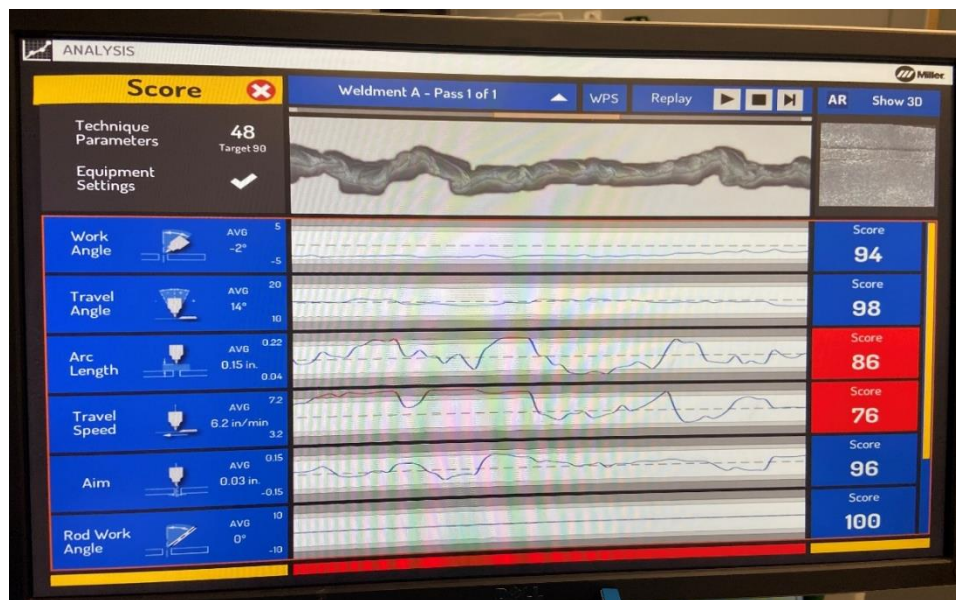 ANALYSIS
Miller
Score
Weldment A - Pass 1 of 1
WPS
Replay
AR
Show 3D
Technique
Parameters
48
Target 90
Equipment
Settings
Work
Angle
AVG
-2°
5
-5
Score
94
Travel
Angle
AVG
14°
20
10
Score
98
Arc
Length
AVG
0.15 in.
0.22
0.04
Score
86
Travel
Speed
AVG
6.2 in/min
7.2
3.2
Score
76
Aim
AVG
0.03 in.
0.15
-0.15
Score
96
Rod Work
Angle
AVG
0°
10
-10
Score
100
DELL